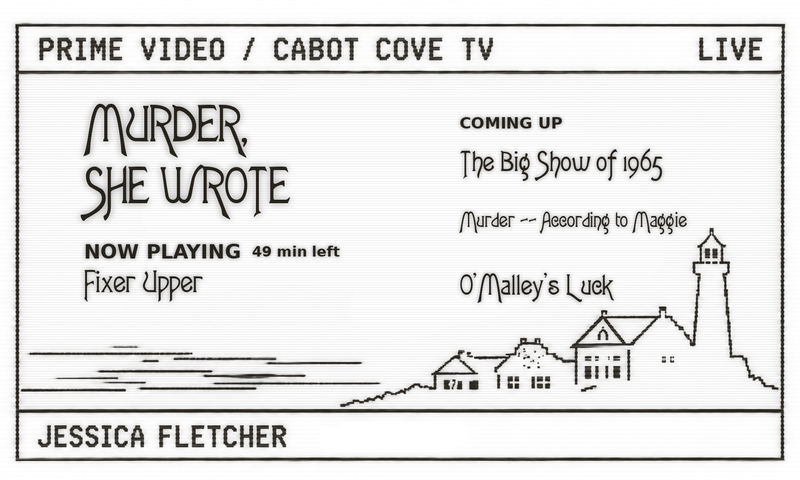 PRIME VIDEO / CABOT COVE TV LIVE
MURDER,
SHE WROTE
NOW PLAYING 49 min left
Fixer Upper
COMING UP
The Big Show of 1965
Murder -- According to Maggie
O'Malley's Luck
JESSICA FLETCHER